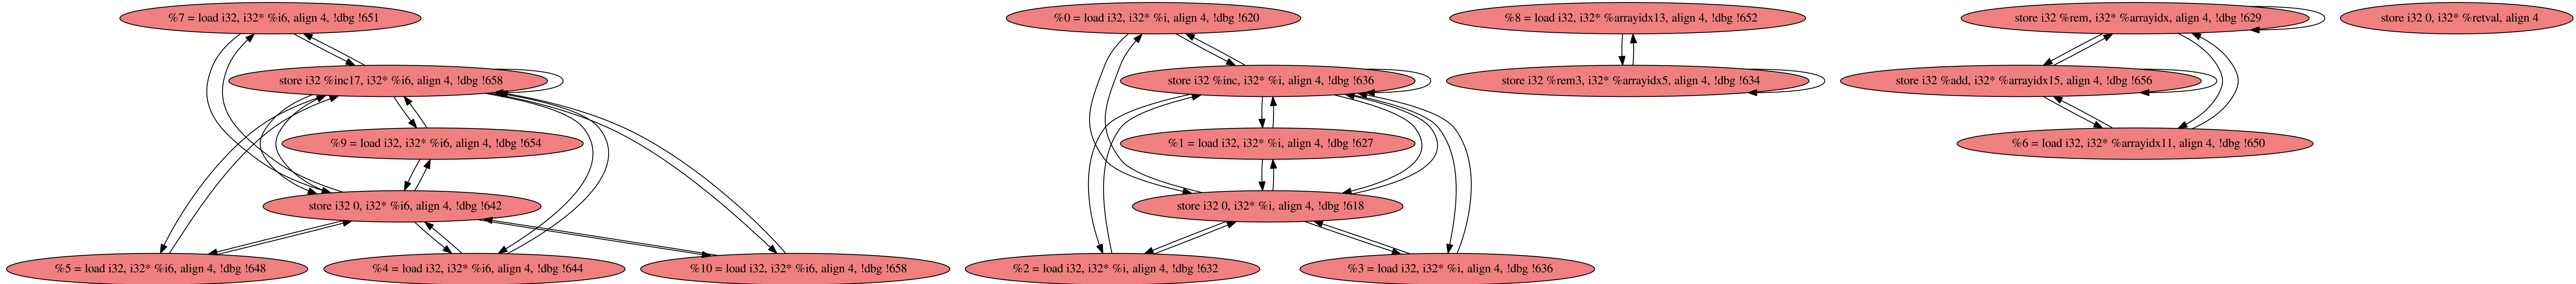 %7 = load i32, i32* %i6, align 4, !dbg !651
%0 = load i32, i32* %i, align 4, !dbg !620
%8 = load i32, i32* %arrayidx13, align 4, !dbg !652
store i32 %rem, i32* %arrayidx, align 4, !dbg !629
store i32 0, i32* %retval, align 4
store i32 %inc17, i32* %i6, align 4, !dbg !658
store i32 %inc, i32* %i, align 4, !dbg !636
store i32 %rem3, i32* %arrayidx5, align 4, !dbg !634
store i32 %add, i32* %arrayidx15, align 4, !dbg !656
%9 = load i32, i32* %i6, align 4, !dbg !654
%1 = load i32, i32* %i, align 4, !dbg !627
%6 = load i32, i32* %arrayidx11, align 4, !dbg !650
store i32 0, i32* %i6, align 4, !dbg !642
store i32 0, i32* %i, align 4, !dbg !618
%5 = load i32, i32* %i6, align 4, !dbg !648
%4 = load i32, i32* %i6, align 4, !dbg !644
%10 = load i32, i32* %i6, align 4, !dbg !658
%2 = load i32, i32* %i, align 4, !dbg !632
%3 = load i32, i32* %i, align 4, !dbg !636